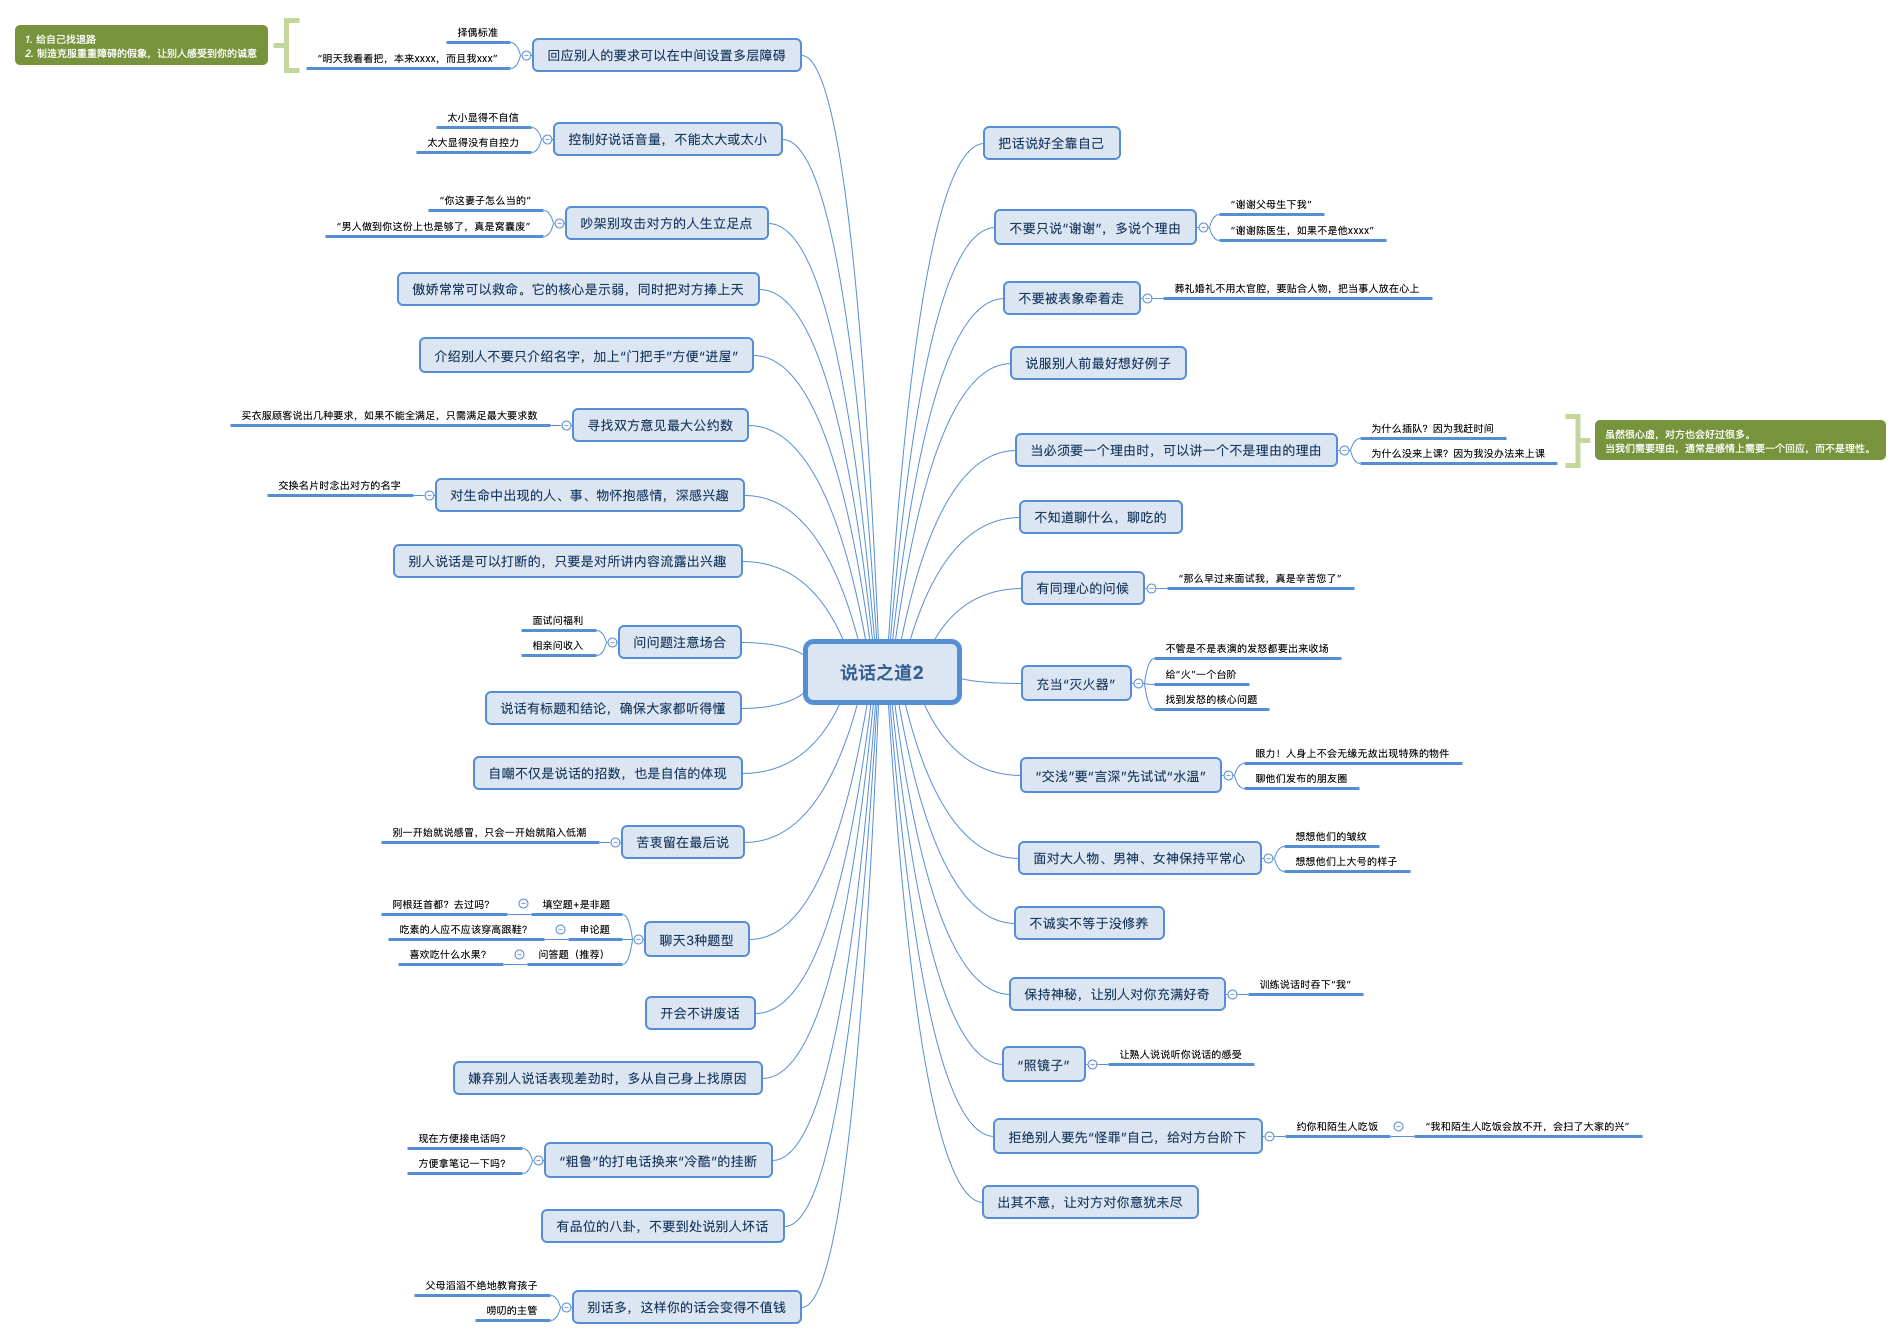 说话之道2
把话说好全靠自己
不要只说“谢谢”，多说个理由
“谢谢父母生下我”
“谢谢陈医生，如果不是他xxxx”
不要被表象牵着走
葬礼婚礼不用太官腔，要贴合人物，把当事人放在心上
说服别人前最好想好例子
当必须要一个理由时，可以讲一个不是理由的理由
为什么插队？因为我赶时间
为什么没来上课？因为我没办法来上课
虽然很心虚，对方也会好过很多。
当我们需要理由，通常是感情上需要一个回应，而不是理性。
不知道聊什么，聊吃的
有同理心的问候
“那么早过来面试我，真是辛苦您了”
充当“灭火器”
不管是不是表演的发怒都要出来收场
给“火”一个台阶
找到发怒的核心问题
“交浅”要“言深”先试试“水温”
眼力！人身上不会无缘无故出现特殊的物件
聊他们发布的朋友圈
面对大人物、男神、女神保持平常心
想想他们的皱纹
想想他们上大号的样子
不诚实不等于没修养
保持神秘，让别人对你充满好奇
训练说话时吞下“我”
“照镜子”
让熟人说说听你说话的感受
拒绝别人要先“怪罪”自己，给对方台阶下
约你和陌生人吃饭
“我和陌生人吃饭会放不开，会扫了大家的兴”
出其不意，让对方对你意犹未尽
回应别人的要求可以在中间设置多层障碍
择偶标准
“明天我看看把，本来xxxx，而且我xxx”
1. 给自己找退路
2. 制造克服重重障碍的假象，让别人感受到你的诚意
控制好说话音量，不能太大或太小
太小显得不自信
太大显得没有自控力
吵架别攻击对方的人生立足点
“你这妻子怎么当的”
“男人做到你这份上也是够了，真是窝囊废”
傲娇常常可以救命。它的核心是示弱，同时把对方捧上天
介绍别人不要只介绍名字，加上“门把手”方便“进屋”
寻找双方意见最大公约数
买衣服顾客说出几种要求，如果不能全满足，只需满足最大要求数
对生命中出现的人、事、物怀抱感情，深感兴趣
交换名片时念出对方的名字
别人说话是可以打断的，只要是对所讲内容流露出兴趣
问问题注意场合
面试问福利
相亲问收入
说话有标题和结论，确保大家都听得懂
自嘲不仅是说话的招数，也是自信的体现
苦衷留在最后说
别一开始就说感冒，只会一开始就陷入低潮
聊天3种题型
填空题+是非题
阿根廷首都？去过吗？
申论题
吃素的人应不应该穿高跟鞋？
问答题（推荐）
喜欢吃什么水果？
开会不讲废话
嫌弃别人说话表现差劲时，多从自己身上找原因
“粗鲁”的打电话换来“冷酷”的挂断
现在方便接电话吗？
方便拿笔记一下吗？
有品位的八卦，不要到处说别人坏话
别话多，这样你的话会变得不值钱
父母滔滔不绝地教育孩子
唠叨的主管